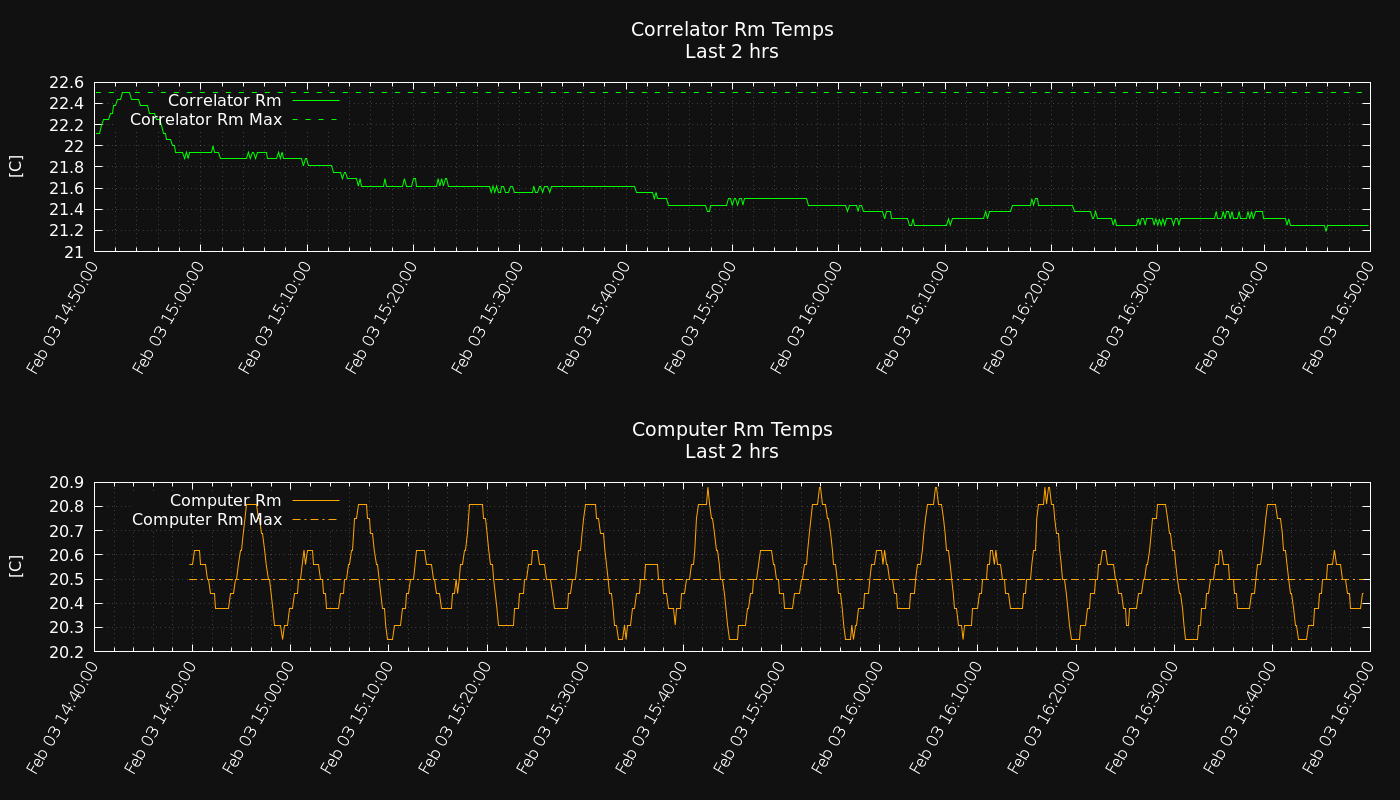 Correlator Rm Temps
Last 2 hrs
22.6
22.4
22.2
22
21.8
21.6
21.4
21.2
21
[C]
Correlator Rm
Correlator Rm Max
Feb 03 14:50:00
Feb 03 15:00:00
Feb 03 15:10:00
Feb 03 15:20:00
Feb 03 15:30:00
Feb 03 15:40:00
Feb 03 15:50:00
Feb 03 16:00:00
Feb 03 16:10:00
Feb 03 16:20:00
Feb 03 16:30:00
Feb 03 16:40:00
Feb 03 16:50:00
Computer Rm Temps
Last 2 hrs
20.9
20.8
20.7
20.6
20.5
20.4
20.3
20.2
[C]
Computer Rm
Computer Rm Max
Feb 03 14:40:00
Feb 03 14:50:00
Feb 03 15:00:00
Feb 03 15:10:00
Feb 03 15:20:00
Feb 03 15:30:00
Feb 03 15:40:00
Feb 03 15:50:00
Feb 03 16:00:00
Feb 03 16:10:00
Feb 03 16:20:00
Feb 03 16:30:00
Feb 03 16:40:00
Feb 03 16:50:00